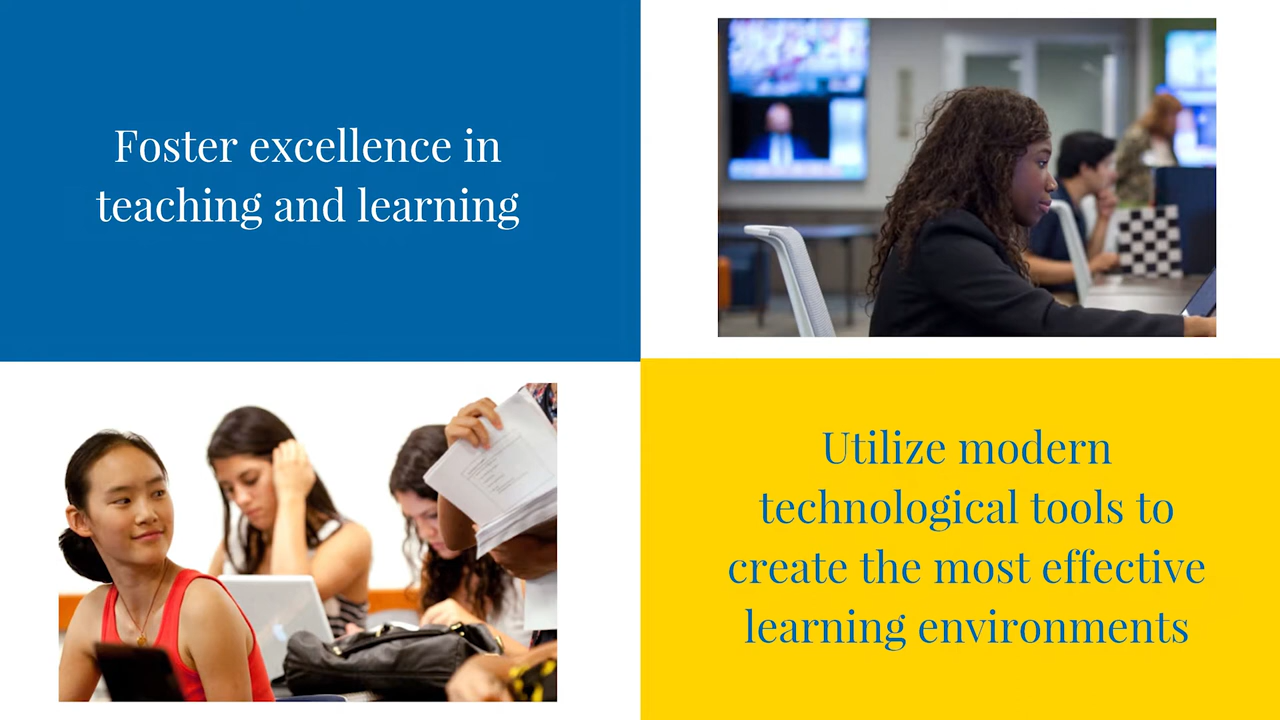 Foster excellence in
teaching and learning
Utilize modern
technological tools to
create the most effective
learning environments